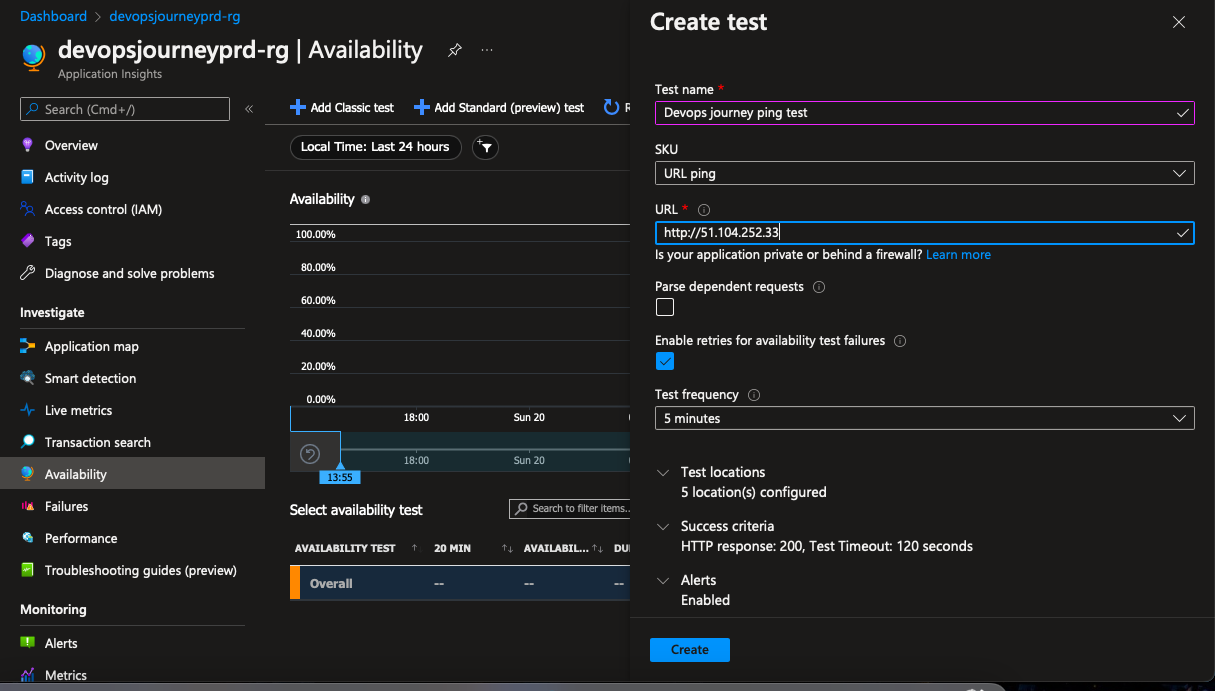 Dashboard > devopsjourneyprd-rg
devopsjourneyprd-rg | Availability ...
Application Insights
Search (Cmd+/) «
Overview
Activity log
Access control (IAM)
Tags
Diagnose and solve problems
Investigate
Application map
Smart detection
Live metrics
Transaction search
Availability
Failures
Performance
Troubleshooting guides (preview)
Monitoring
Alerts
Metrics
Add Classic test Add Standard (preview) test R
Local Time: Last 24 hours
Availability
100.00%
80.00%
60.00%
40.00%
20.00%
0.00%
18:00 Sun 20
18:00 Sun 20
13:55
Select availability test Search to filter items..
AVAILABILITY TEST ↑ 20 MIN ↑↓ AVAILABIL... ↑↓ DU
Overall -- -- --
Create test
Test name *
Devops journey ping test
SKU
URL ping
URL *
http://51.104.252.33
Is your application private or behind a firewall? Learn more
Parse dependent requests
Enable retries for availability test failures
Test frequency
5 minutes
Test locations
5 location(s) configured
Success criteria
HTTP response: 200, Test Timeout: 120 seconds
Alerts
Enabled
Create